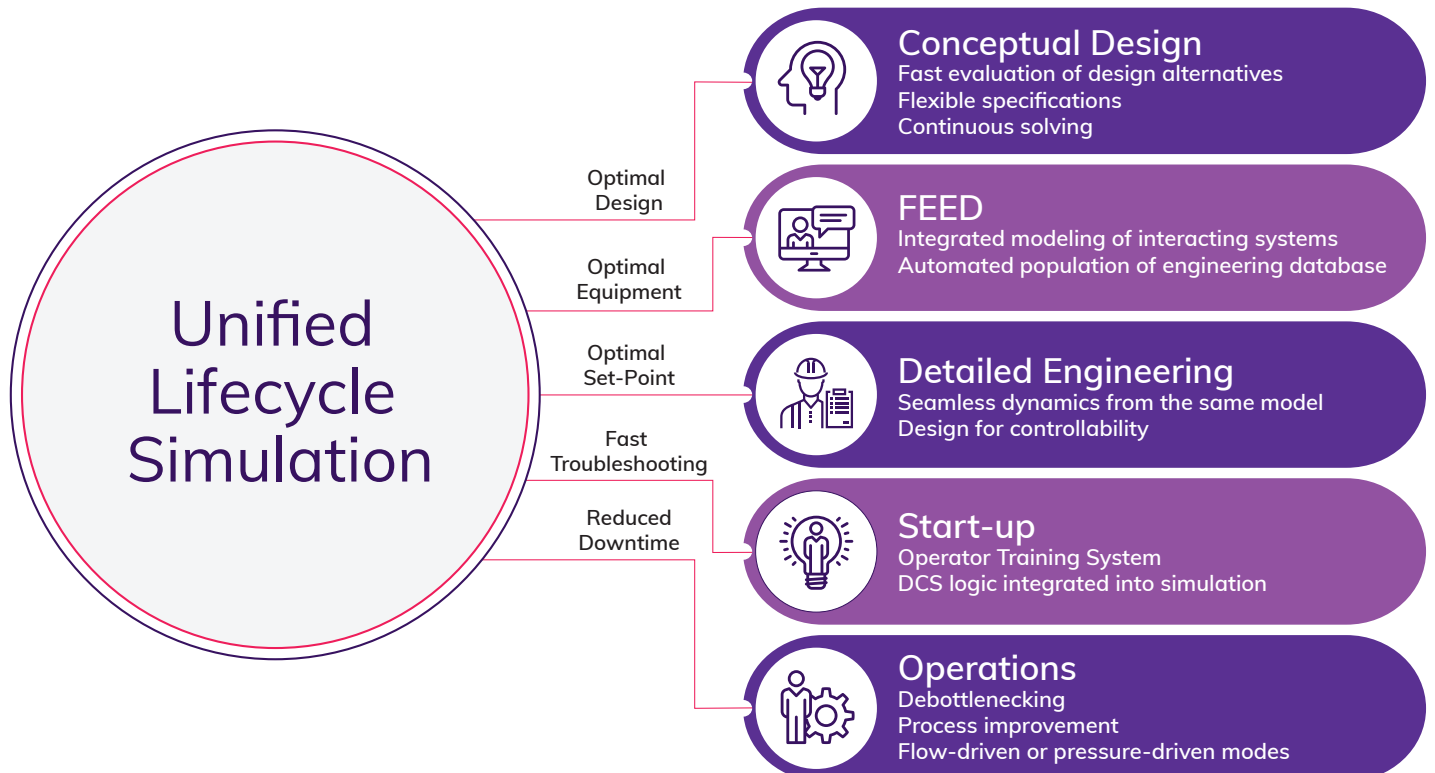 Unified
Lifecycle
Simulation
Optimal
Design
Optimal
Equipment
Optimal
Set-Point
Fast
Troubleshooting
Reduced
Downtime
Conceptual Design
Fast evaluation of design alternatives
Flexible specifications
Continuous solving
FEED
Integrated modeling of interacting systems
Automated population of engineering database
Detailed Engineering
Seamless dynamics from the same model
Design for controllability
Start-up
Operator Training System
DCS logic integrated into simulation
Operations
Debottlenecking
Process improvement
Flow-driven or pressure-driven modes